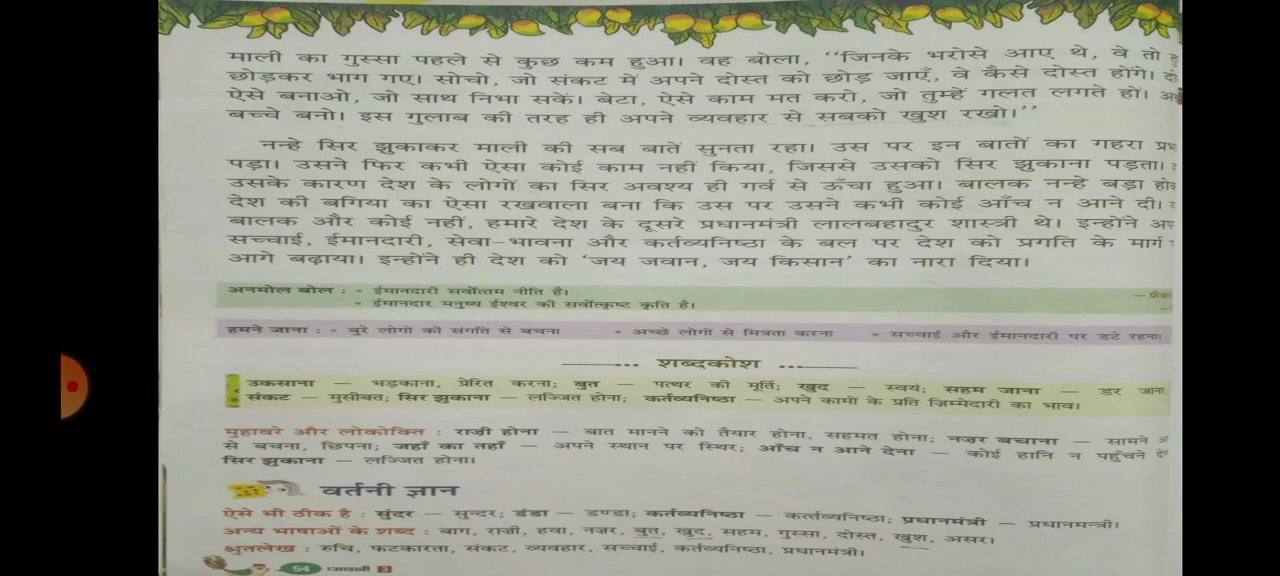 माली का गुस्सा पहले से कुछ कम हुआ। वह बोला, ‘‘जिनके भरोसे आए थे, वे तो
छोड़कर भाग गए। सोचो, जो संकट में अपने दोस्त को छोड़ जाएँ, वे कैसे दोस्त होंगे।
ऐसे बनाओ, जो साथ निभा सकें। बेटा, ऐसे काम मत करो, जो तुम्हें गलत लगते हों।
बच्चे बनो। इस गुलाब की तरह ही अपने व्यवहार से सबको खुश रखो।’’
नन्हे सिर झुकाकर माली की सब बातें सुनता रहा। उस पर इन बातों का गहरा
पड़ा। उसने फिर कभी ऐसा कोई काम नहीं किया, जिससे उसको सिर झुकाना पड़ता।
उसके कारण देश के लोगों का सिर अवश्य ही गर्व से ऊँचा हुआ। बालक नन्हे बड़ा
देश की बगिया का ऐसा रखवाला बना कि उस पर उसने कभी कोई आँच न आने दी।
बालक और कोई नहीं, हमारे देश के दूसरे प्रधानमंत्री लालबहादुर शास्त्री थे। इन्होंने
सच्चाई, ईमानदारी, सेवा-भावना और कर्तव्यनिष्ठा के बल पर देश को प्रगति के मार्ग
आगे बढ़ाया। इन्होंने ही देश को ‘जय जवान, जय किसान’ का नारा दिया।
अनमोल बोल : • ईमानदारी सर्वोत्तम नीति है।
• ईमानदार मनुष्य ईश्वर की सर्वोत्कृष्ट कृति है।
हमने जाना : • बुरे लोगों की संगति से बचना • अच्छे लोगों से मित्रता करना • सच्चाई और ईमानदारी पर डटे रहना।
शब्दकोश
उकसाना — भड़काना, प्रेरित करना; बुत — पत्थर की मूर्ति; खुद — स्वयं; सहम जाना — डर जाना
संकट — मुसीबत; सिर झुकाना — लज्जित होना; कर्तव्यनिष्ठा — अपने कामों के प्रति ज़िम्मेदारी का भाव।
मुहावरे और लोकोक्ति : राज़ी होना — बात मानने को तैयार होना, सहमत होना; नज़र बचाना — सामने
से बचना, छिपना; जहाँ का तहाँ — अपने स्थान पर स्थिर; आँच न आने देना — कोई हानि न पहुँचने
सिर झुकाना — लज्जित होना।
वर्तनी ज्ञान
ऐसे भी ठीक है : सुंदर — सुन्दर; डंडा — डण्डा; कर्तव्यनिष्ठा — कर्त्तव्यनिष्ठा; प्रधानमंत्री — प्रधानमन्त्री।
अन्य भाषाओं के शब्द : बाग, राज़ी, हवा, नज़र, बुत, खुद, सहम, गुस्सा, दोस्त, खुश, असर।
श्रुतलेख : रुचि, फटकारता, संकट, व्यवहार, सच्चाई, कर्तव्यनिष्ठा, प्रधानमंत्री।
54 पावनी 3